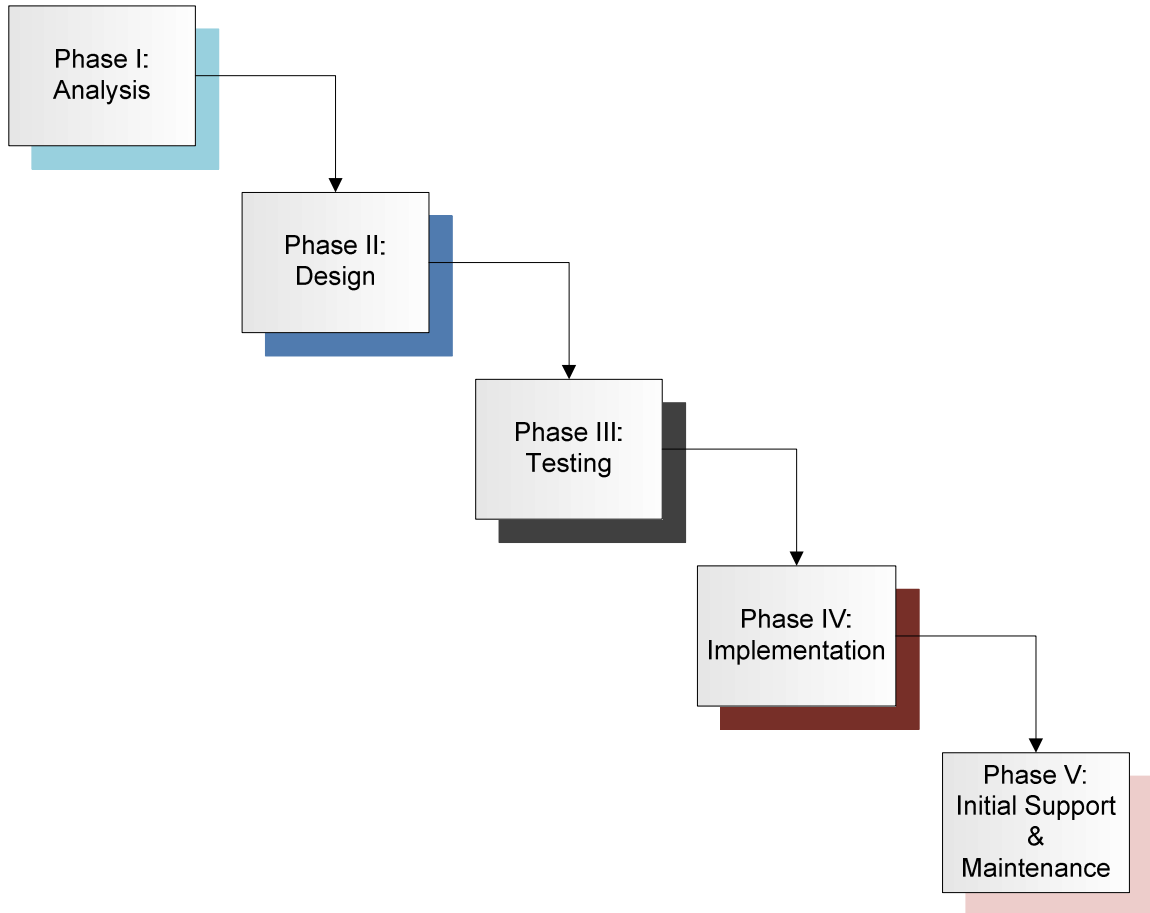 Phase I:
Analysis
Phase II:
Design
Phase III:
Testing
Phase IV:
Implementation
Phase V:
Initial Support
&
Maintenance